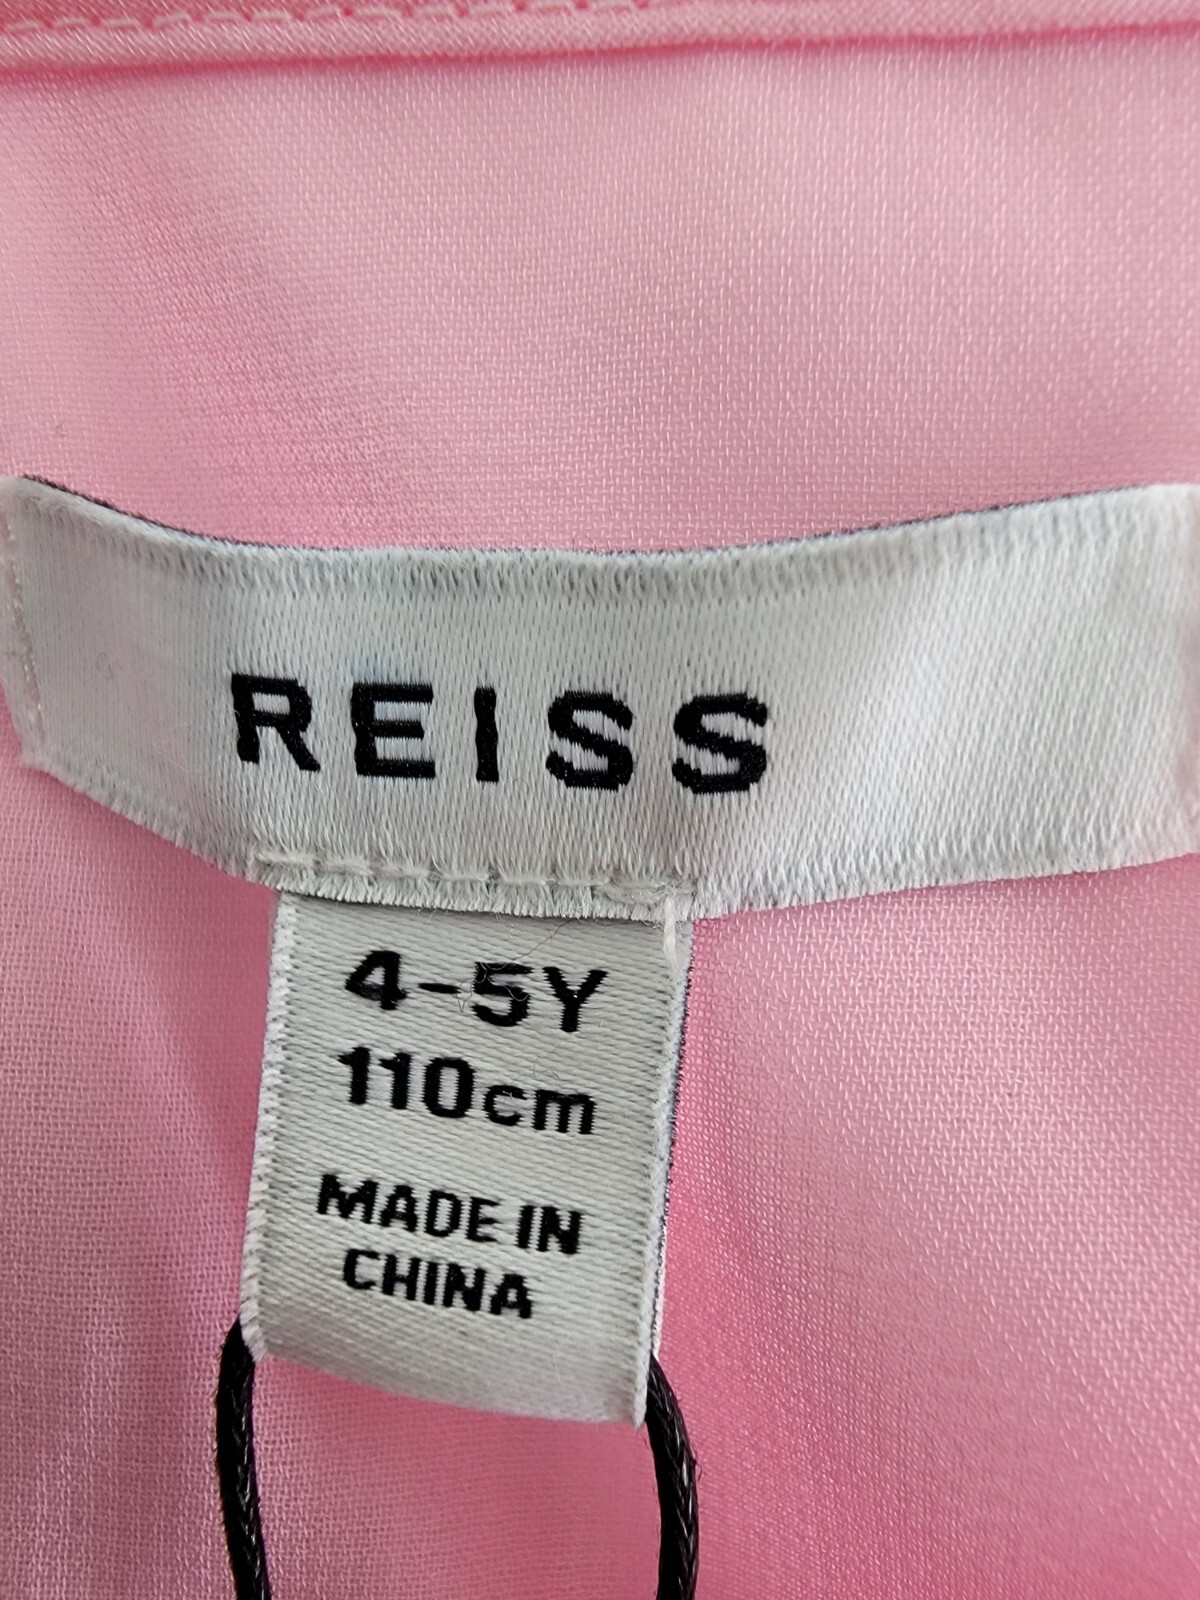 REISS
4-5Y
110cm
MADE IN
CHINA